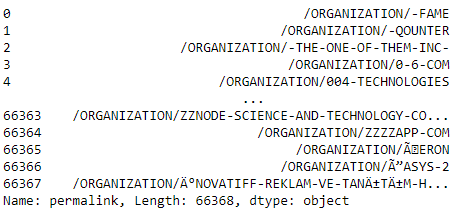 0 /ORGANIZATION/-FAME
1 /ORGANIZATION/-QOUNTER
2 /ORGANIZATION/-THE-ONE-OF-THEM-INC-
3 /ORGANIZATION/0-6-COM
4 /ORGANIZATION/004-TECHNOLOGIES
...
66363 /ORGANIZATION/ZZNODE-SCIENCE-AND-TECHNOLOGY-CO...
66364 /ORGANIZATION/ZZZZAPP-COM
66365 /ORGANIZATION/Ã�ERON
66366 /ORGANIZATION/Ã”ASYS-2
66367 /ORGANIZATION/Ä°NOVATIFF-REKLAM-VE-TANÄ±TÄ±M-H...
Name: permalink, Length: 66368, dtype: object